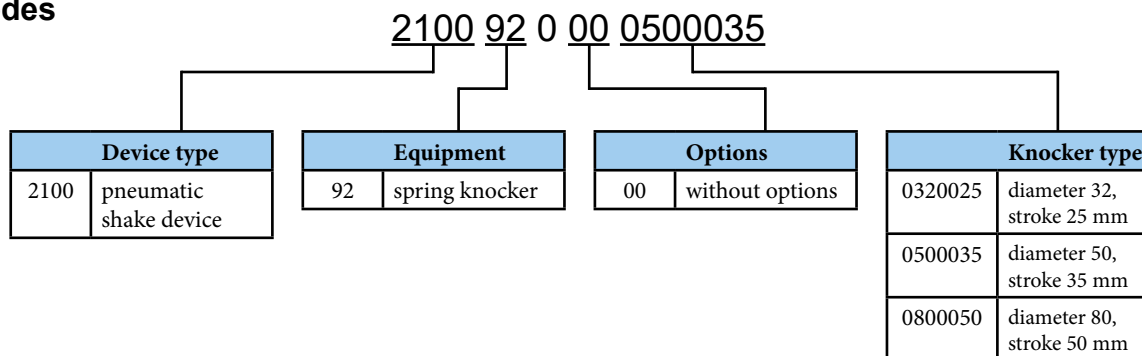 des
2100 92 0 00 0500035
Device type
2100 pneumatic
shake device
Equipment
92 spring knocker
Options
00 without options
Knocker type
0320025 diameter 32,
stroke 25 mm
0500035 diameter 50,
stroke 35 mm
0800050 diameter 80,
stroke 50 mm